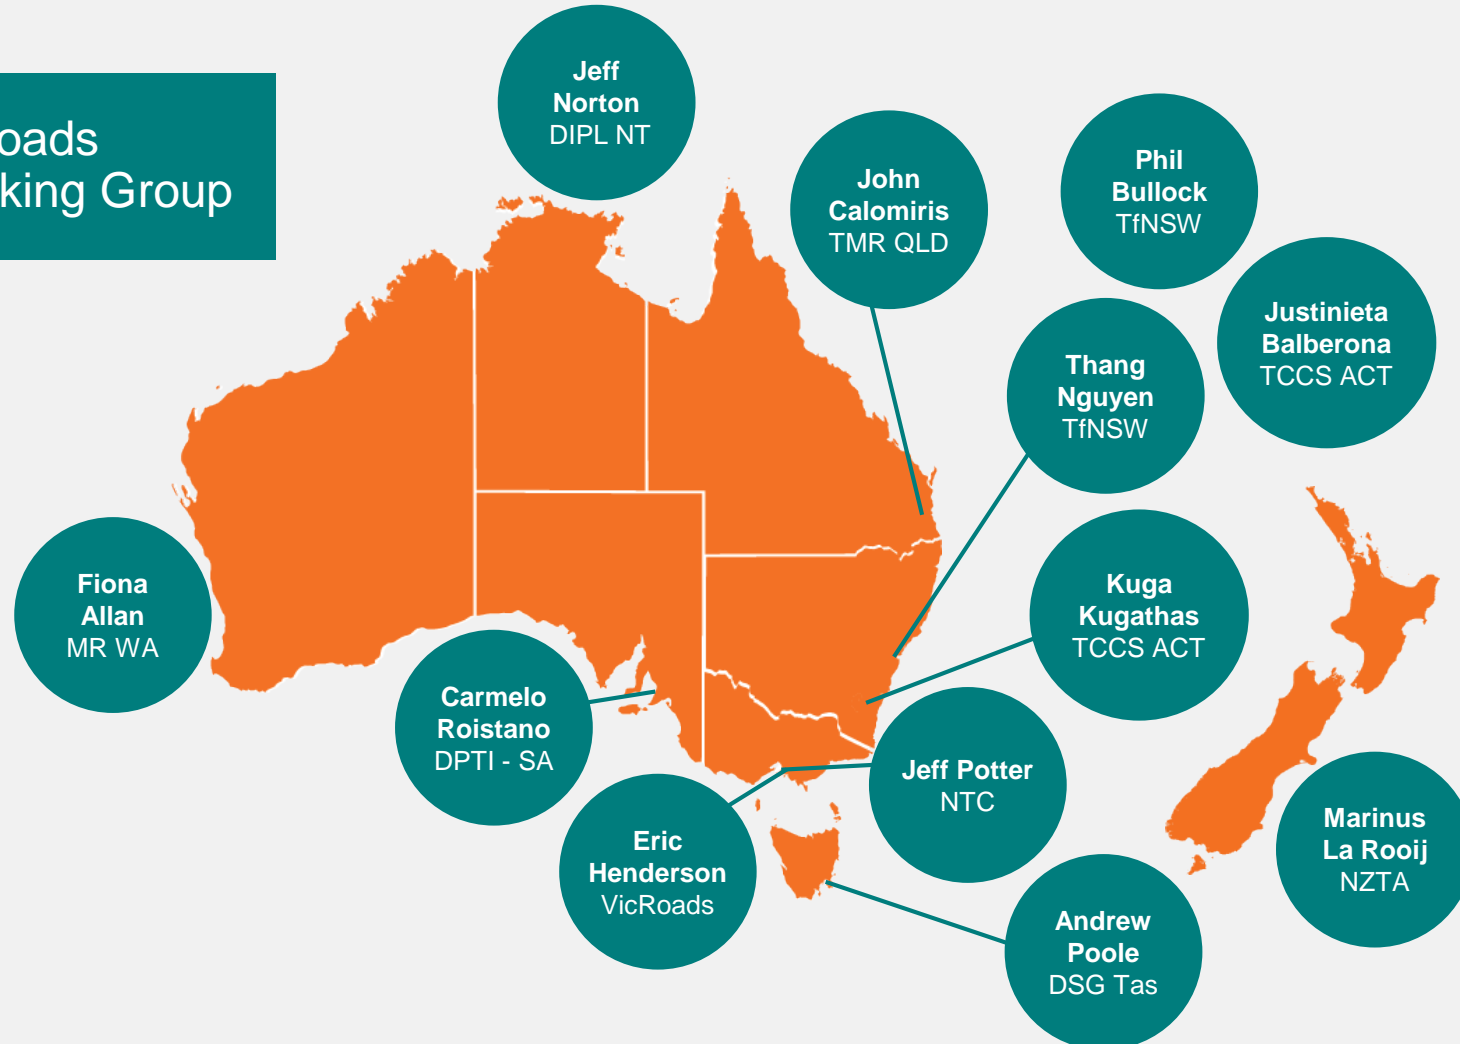 oads
king Group
Jeff
Norton
DIPL NT
John
Calomiris
TMR QLD
Phil
Bullock
TfNSW
Justinieta
Balberona
TCCS ACT
Thang
Nguyen
TfNSW
Fiona
Allan
MR WA
Kuga
Kugathas
TCCS ACT
Carmelo
Roistano
DPTI - SA
Jeff Potter
NTC
Eric
Henderson
VicRoads
Marinus
La Rooij
NZTA
Andrew
Poole
DSG Tas